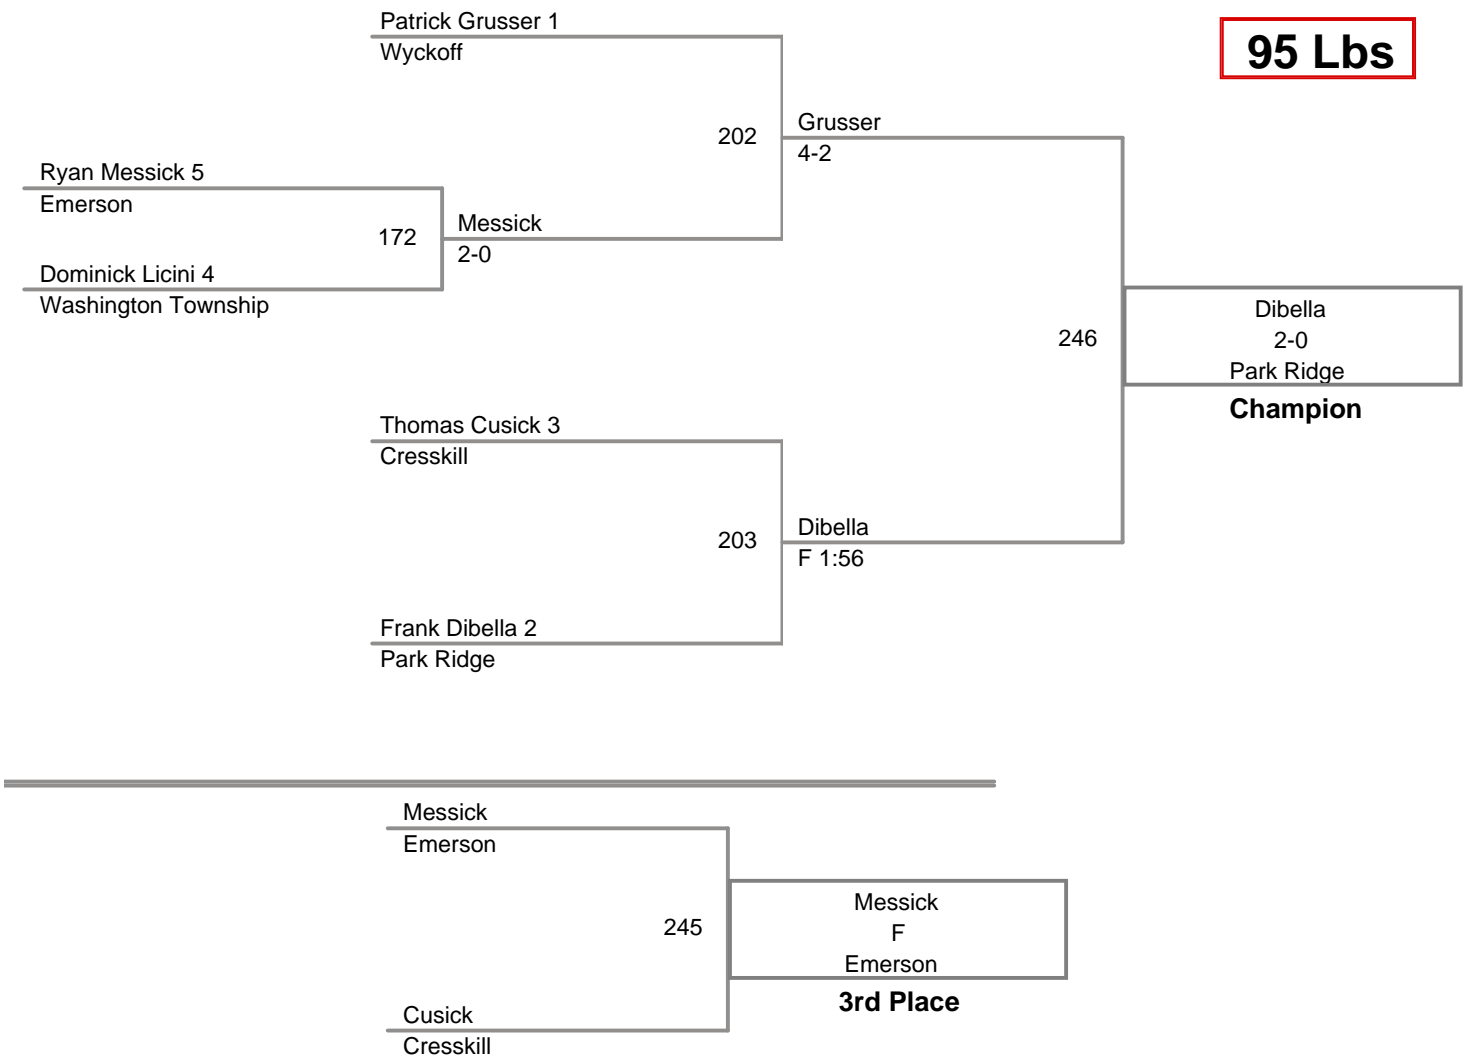 Patrick Grusser 1
Wyckoff
95 Lbs
202
Grusser
4-2
Ryan Messick 5
Emerson
172
Messick
2-0
Dominick Licini 4
Washington Township
246
Dibella
2-0
Park Ridge
Champion
Thomas Cusick 3
Cresskill
203
Dibella
F 1:56
Frank Dibella 2
Park Ridge
Messick
Emerson
245
Messick
F
Emerson
3rd Place
Cusick
Cresskill